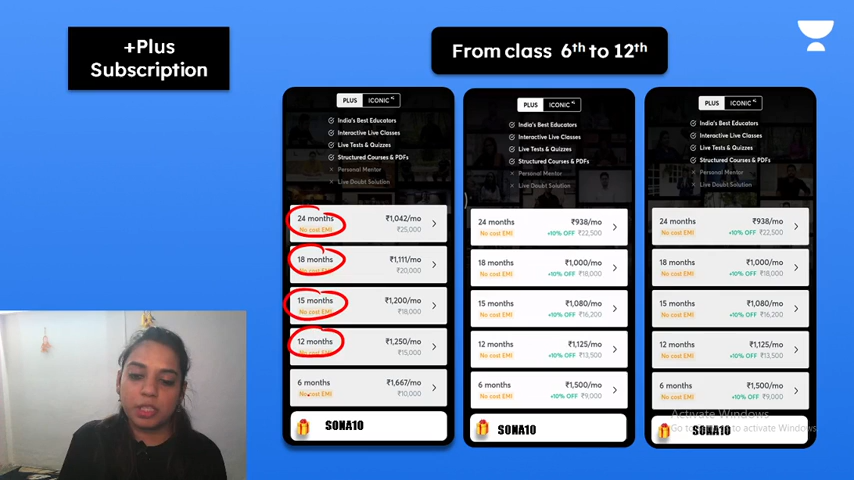 +Plus
Subscription
From class 6th to 12th
PLUS ICONIC
India's Best Educators
Interactive Live Classes
Live Tests & Quizzes
Structured Courses & PDFs
Personal Mentor
Live Doubt Solution
24 months ₹1,042/mo
No cost EMI ₹25,000
18 months ₹1,111/mo
No cost EMI ₹20,000
15 months ₹1,200/mo
No cost EMI ₹18,000
12 months ₹1,250/mo
No cost EMI ₹15,000
6 months ₹1,667/mo
No cost EMI ₹10,000
SONA10
PLUS ICONIC
India's Best Educators
Interactive Live Classes
Live Tests & Quizzes
Structured Courses & PDFs
Personal Mentor
Live Doubt Solution
24 months ₹938/mo
No cost EMI +10% OFF ₹22,500
18 months ₹1,000/mo
No cost EMI +10% OFF ₹18,000
15 months ₹1,080/mo
No cost EMI +10% OFF ₹16,200
12 months ₹1,125/mo
No cost EMI +10% OFF ₹13,500
6 months ₹1,500/mo
No cost EMI +10% OFF ₹9,000
SONA10
PLUS ICONIC
India's Best Educators
Interactive Live Classes
Live Tests & Quizzes
Structured Courses & PDFs
Personal Mentor
Live Doubt Solution
24 months ₹938/mo
No cost EMI +10% OFF ₹22,500
18 months ₹1,000/mo
No cost EMI +10% OFF ₹18,000
15 months ₹1,080/mo
No cost EMI +10% OFF ₹16,200
12 months ₹1,125/mo
No cost EMI +10% OFF ₹13,500
6 months ₹1,500/mo
No cost EMI +10% OFF ₹9,000
SONA10
Activate Windows
Go to to activate Windows